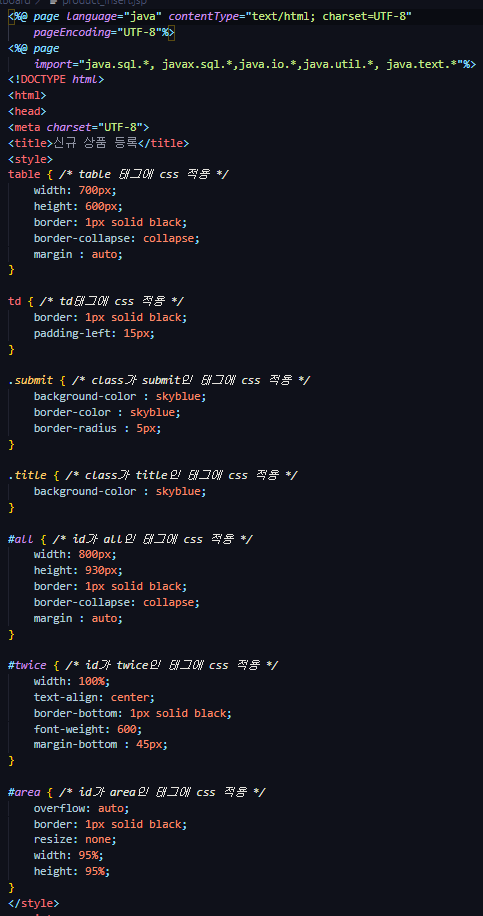 product_insert.jsp
<%@ page language="java" contentType="text/html; charset=UTF-8"
    pageEncoding="UTF-8"%>
<%@ page
    import="java.sql.*, javax.sql.*,java.io.*,java.util.*, java.text.*"%>
<!DOCTYPE html>
<html>
<head>
<meta charset="UTF-8">
<title>신규 상품 등록</title>
<style>
table { /* table 태그에 css 적용 */
    width: 700px;
    height: 600px;
    border: 1px solid black;
    border-collapse: collapse;
    margin : auto;
}

td { /* td태그에 css 적용 */
    border: 1px solid black;
    padding-left: 15px;
}

.submit { /* class가 submit인 태그에 css 적용 */
    background-color : skyblue;
    border-color : skyblue;
    border-radius : 5px;
}

.title { /* class가 title인 태그에 css 적용 */
    background-color : skyblue;
}

#all { /* id가 all인 태그에 css 적용 */
    width: 800px;
    height: 930px;
    border: 1px solid black;
    border-collapse: collapse;
    margin : auto;
}

#twice { /* id가 twice인 태그에 css 적용 */
    width: 100%;
    text-align: center;
    border-bottom: 1px solid black;
    font-weight: 600;
    margin-bottom : 45px;
}

#area { /* id가 area인 태그에 css 적용 */
    overflow: auto;
    border: 1px solid black;
    resize: none;
    width: 95%;
    height: 95%;
}
</style>